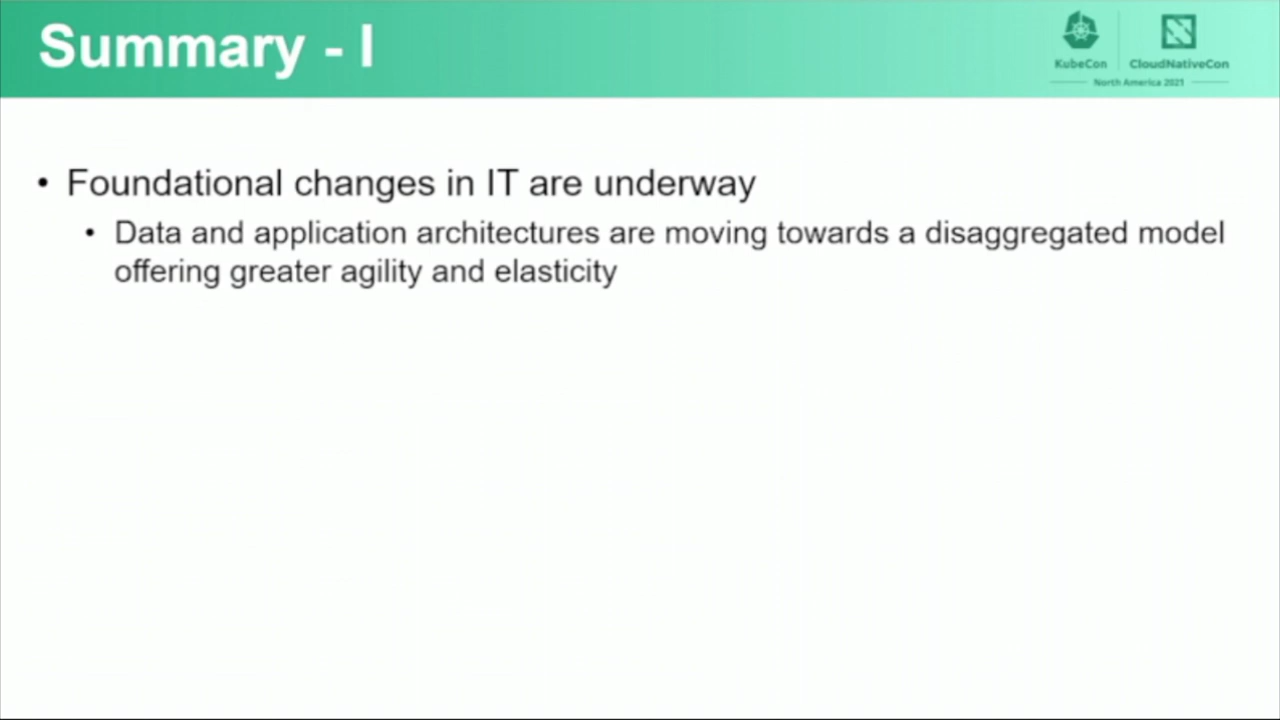 Summary - I
KubeCon
CloudNativeCon
North America 2021
• Foundational changes in IT are underway
• Data and application architectures are moving towards a disaggregated model
offering greater agility and elasticity